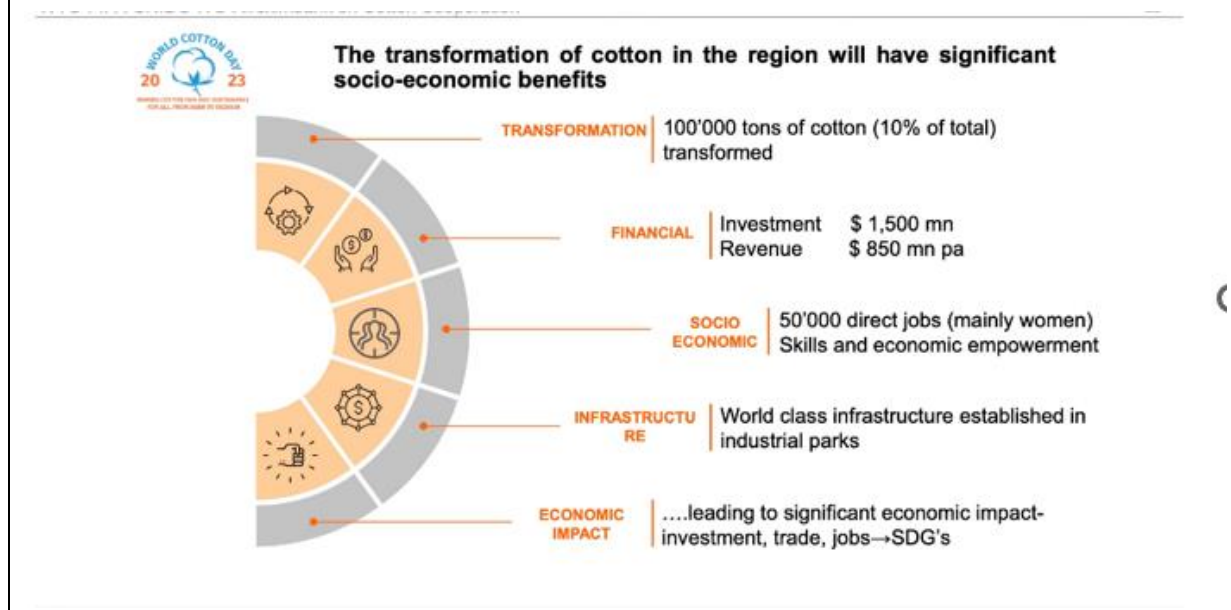 WORLD COTTON DAY
20 23
The transformation of cotton in the region will have significant
socio-economic benefits
TRANSFORMATION
100'000 tons of cotton (10% of total)
transformed
FINANCIAL
Investment $ 1,500 mn
Revenue $ 850 mn pa
SOCIO
ECONOMIC
50'000 direct jobs (mainly women)
Skills and economic empowerment
INFRASTRUCTU
RE
World class infrastructure established in
industrial parks
ECONOMIC
IMPACT
....leading to significant economic impact-
investment, trade, jobs→SDG's